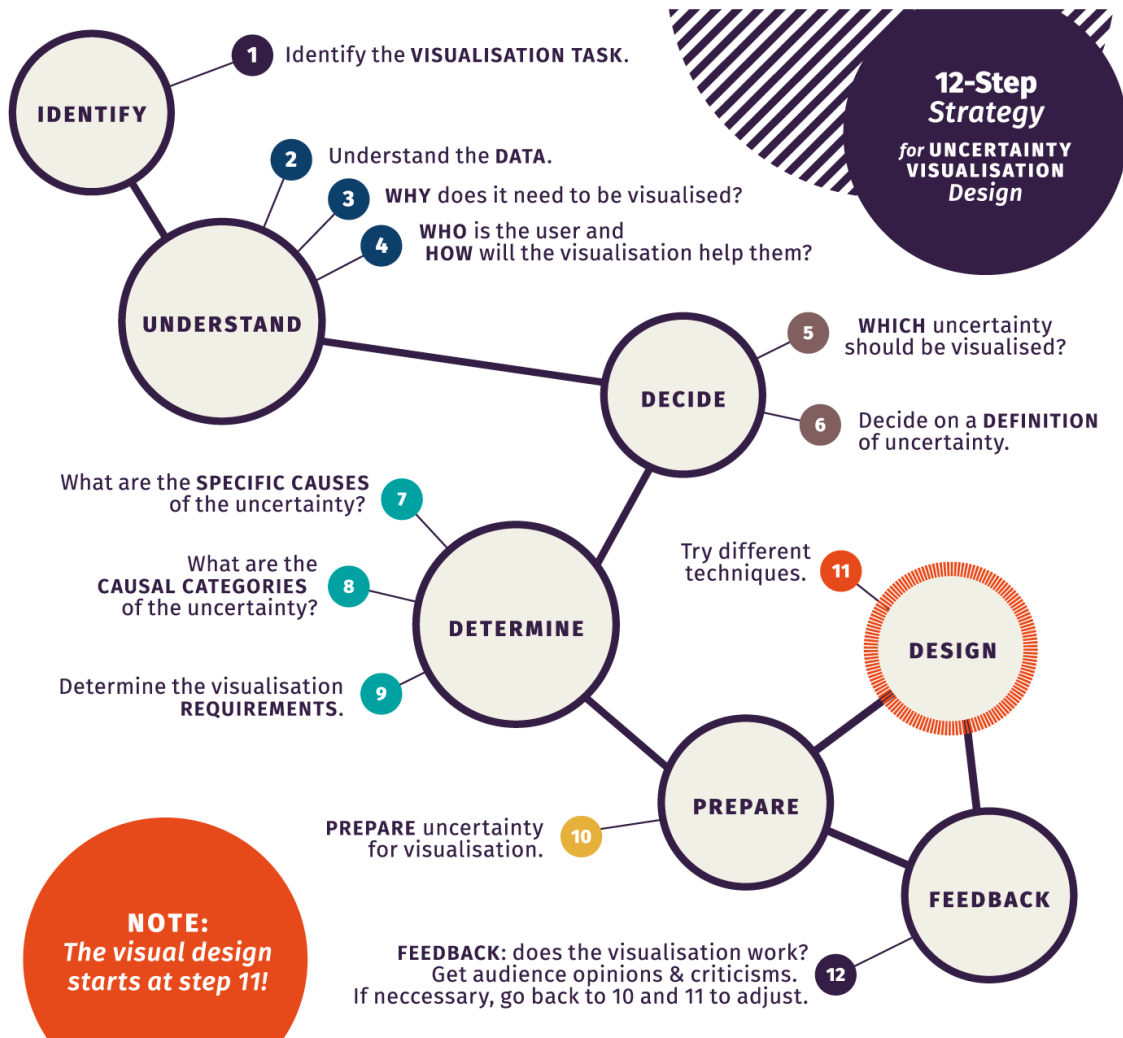 12-Step
Strategy
for UNCERTAINTY
VISUALISATION
Design
IDENTIFY
1
Identify the VISUALISATION TASK.
UNDERSTAND
2
Understand the DATA.
3
WHY does it need to be visualised?
4
WHO is the user and
HOW will the visualisation help them?
DECIDE
5
WHICH uncertainty
should be visualised?
6
Decide on a DEFINITION
of uncertainty.
DETERMINE
What are the SPECIFIC CAUSES
of the uncertainty?
7
What are the
CAUSAL CATEGORIES
of the uncertainty?
8
Determine the visualisation
REQUIREMENTS.
9
PREPARE
PREPARE uncertainty
for visualisation.
10
DESIGN
Try different
techniques.
11
FEEDBACK
FEEDBACK: does the visualisation work?
Get audience opinions & criticisms.
If neccessary, go back to 10 and 11 to adjust.
12
NOTE:
The visual design
starts at step 11!